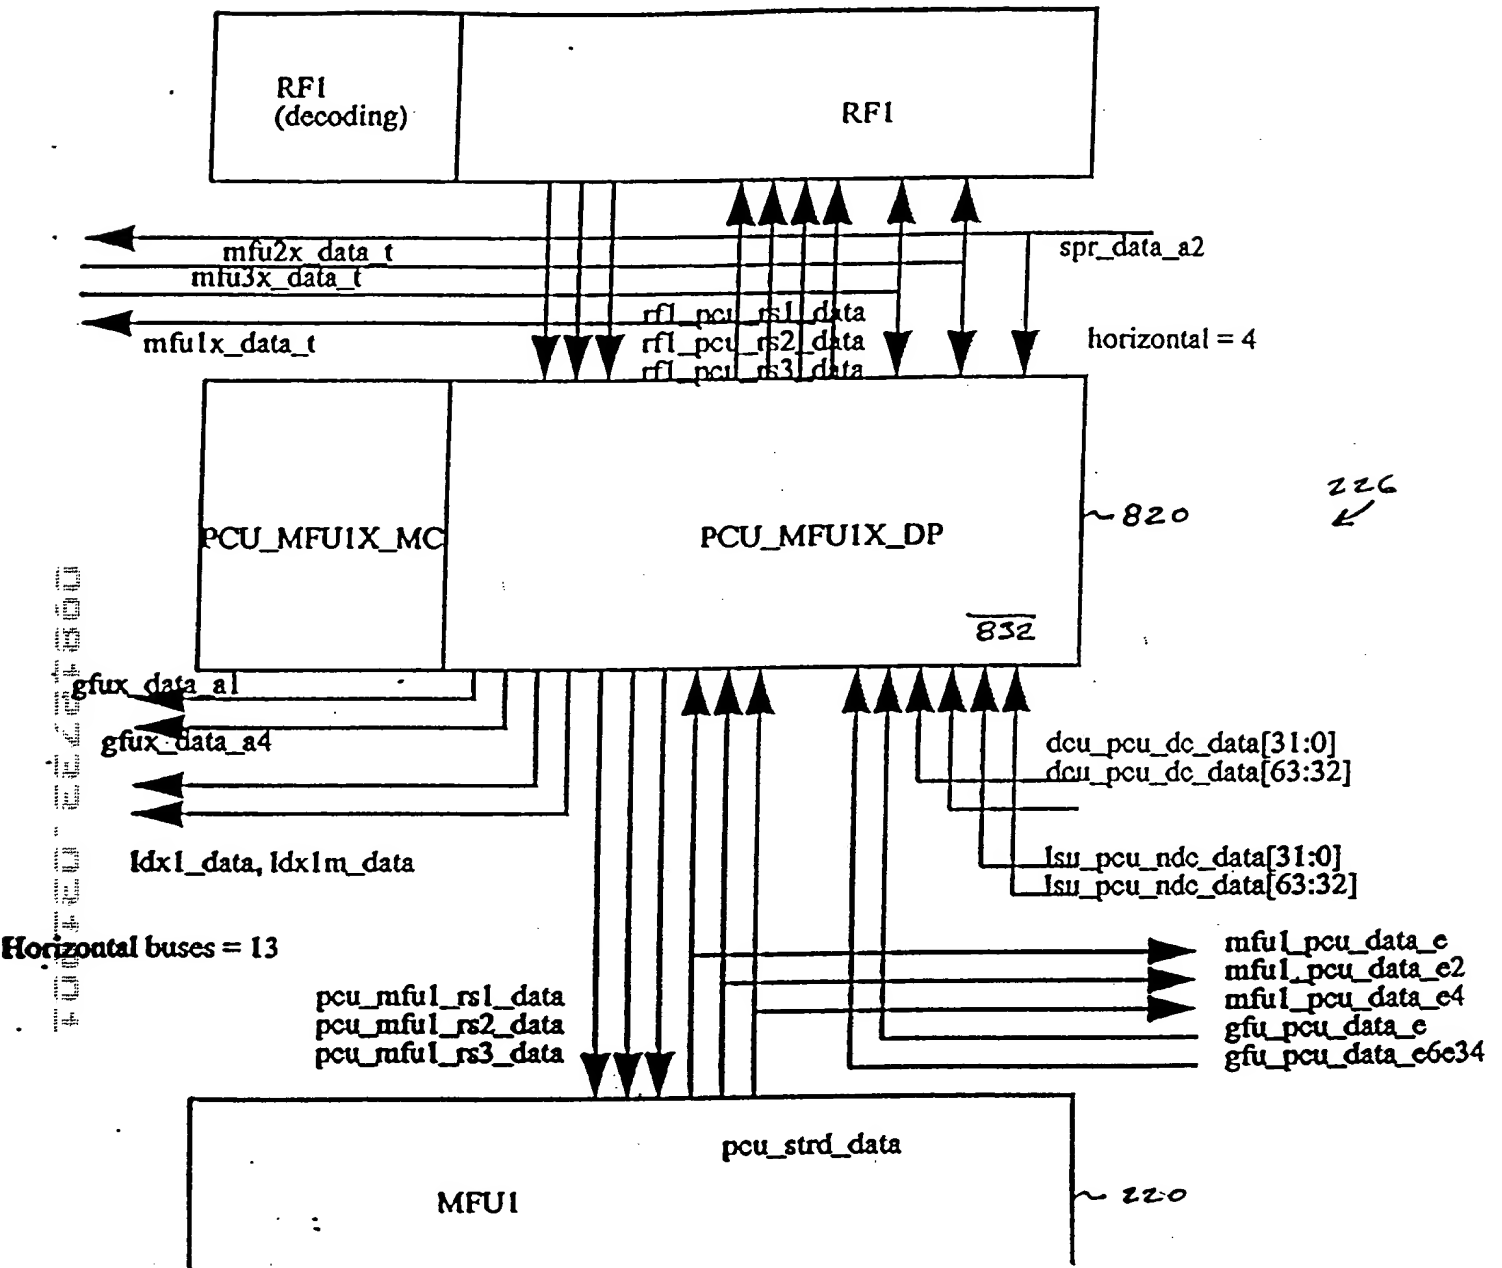 RF1
(decoding)
RF1
mfu2x_data_t
spr_data_a2
mfu3x_data_t
rf1_pcu_rs1_data
mfu1x_data_t
rf1_pcu_rs2_data
horizontal = 4
rf1_pcu_rs3_data
226
820
PCU_MFU1X_MC
PCU_MFU1X_DP
832
gfux_data_a1
gfux_data_a4
dcu_pcu_dc_data[31:0]
dcu_pcu_dc_data[63:32]
ldx1_data, ldx1m_data
lsu_pcu_ndc_data[31:0]
lsu_pcu_ndc_data[63:32]
Horizontal buses = 13
mfu1_pcu_data_e
mfu1_pcu_data_e2
mfu1_pcu_data_e4
gfu_pcu_data_e
gfu_pcu_data_e6e34
pcu_mfu1_rs1_data
pcu_mfu1_rs2_data
pcu_mfu1_rs3_data
pcu_strd_data
MFU1
220